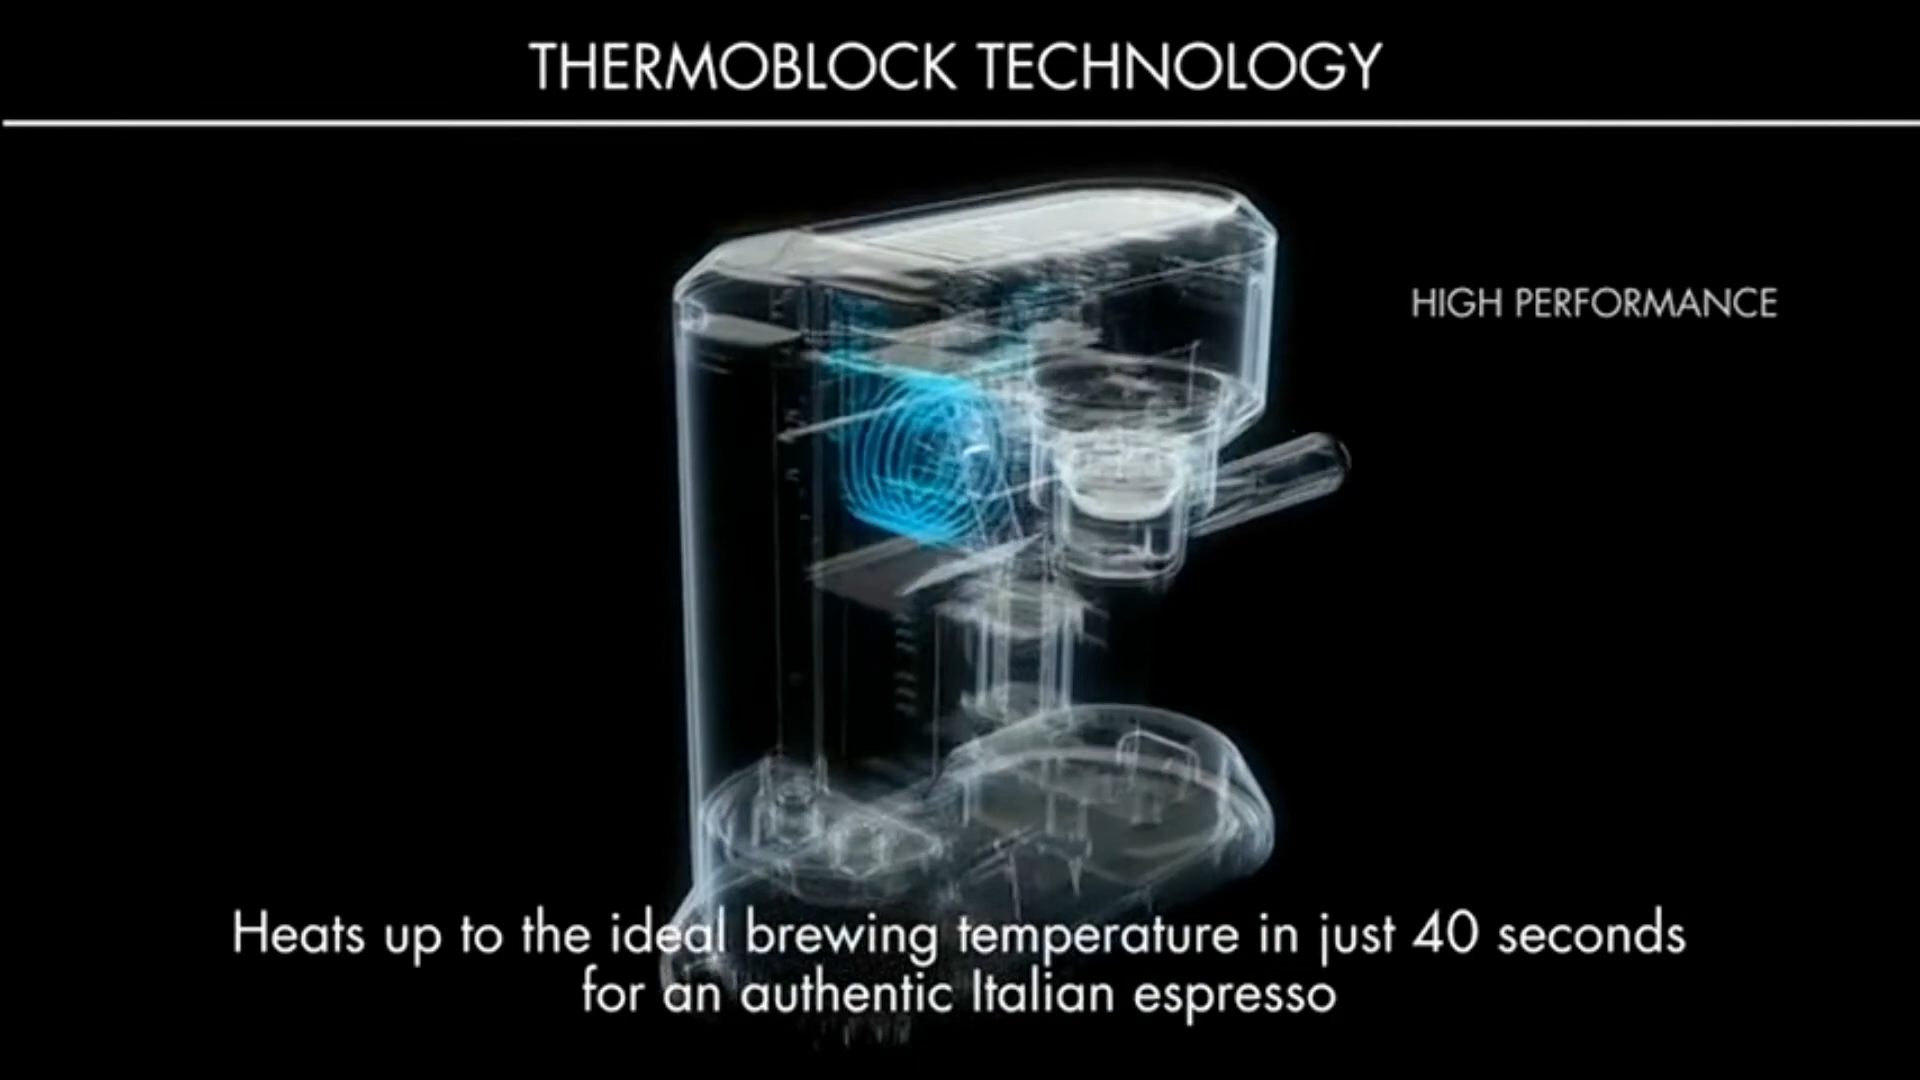 THERMOBLOCK TECHNOLOGY
HIGH PERFORMANCE
Heats up to the ideal brewing temperature in just 40 seconds
for an authentic Italian espresso